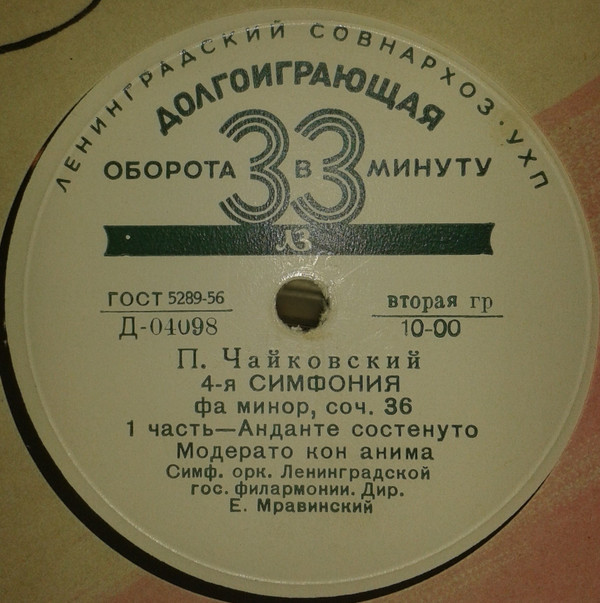 ЛЕНИНГРАДСКИЙ СОВНАРХОЗ · УХП
ДОЛГОИГРАЮЩАЯ
ОБОРОТА 33 В МИНУТУ
ЛЗ
ГОСТ 5289-56
Д-04098
вторая гр
10-00
П. Чайковский
4-я СИМФОНИЯ
фа минор, соч. 36
1 часть—Анданте состенуто
Модерато кон анима
Симф. орк. Ленинградской
гос. филармонии. Дир.
Е. Мравинский